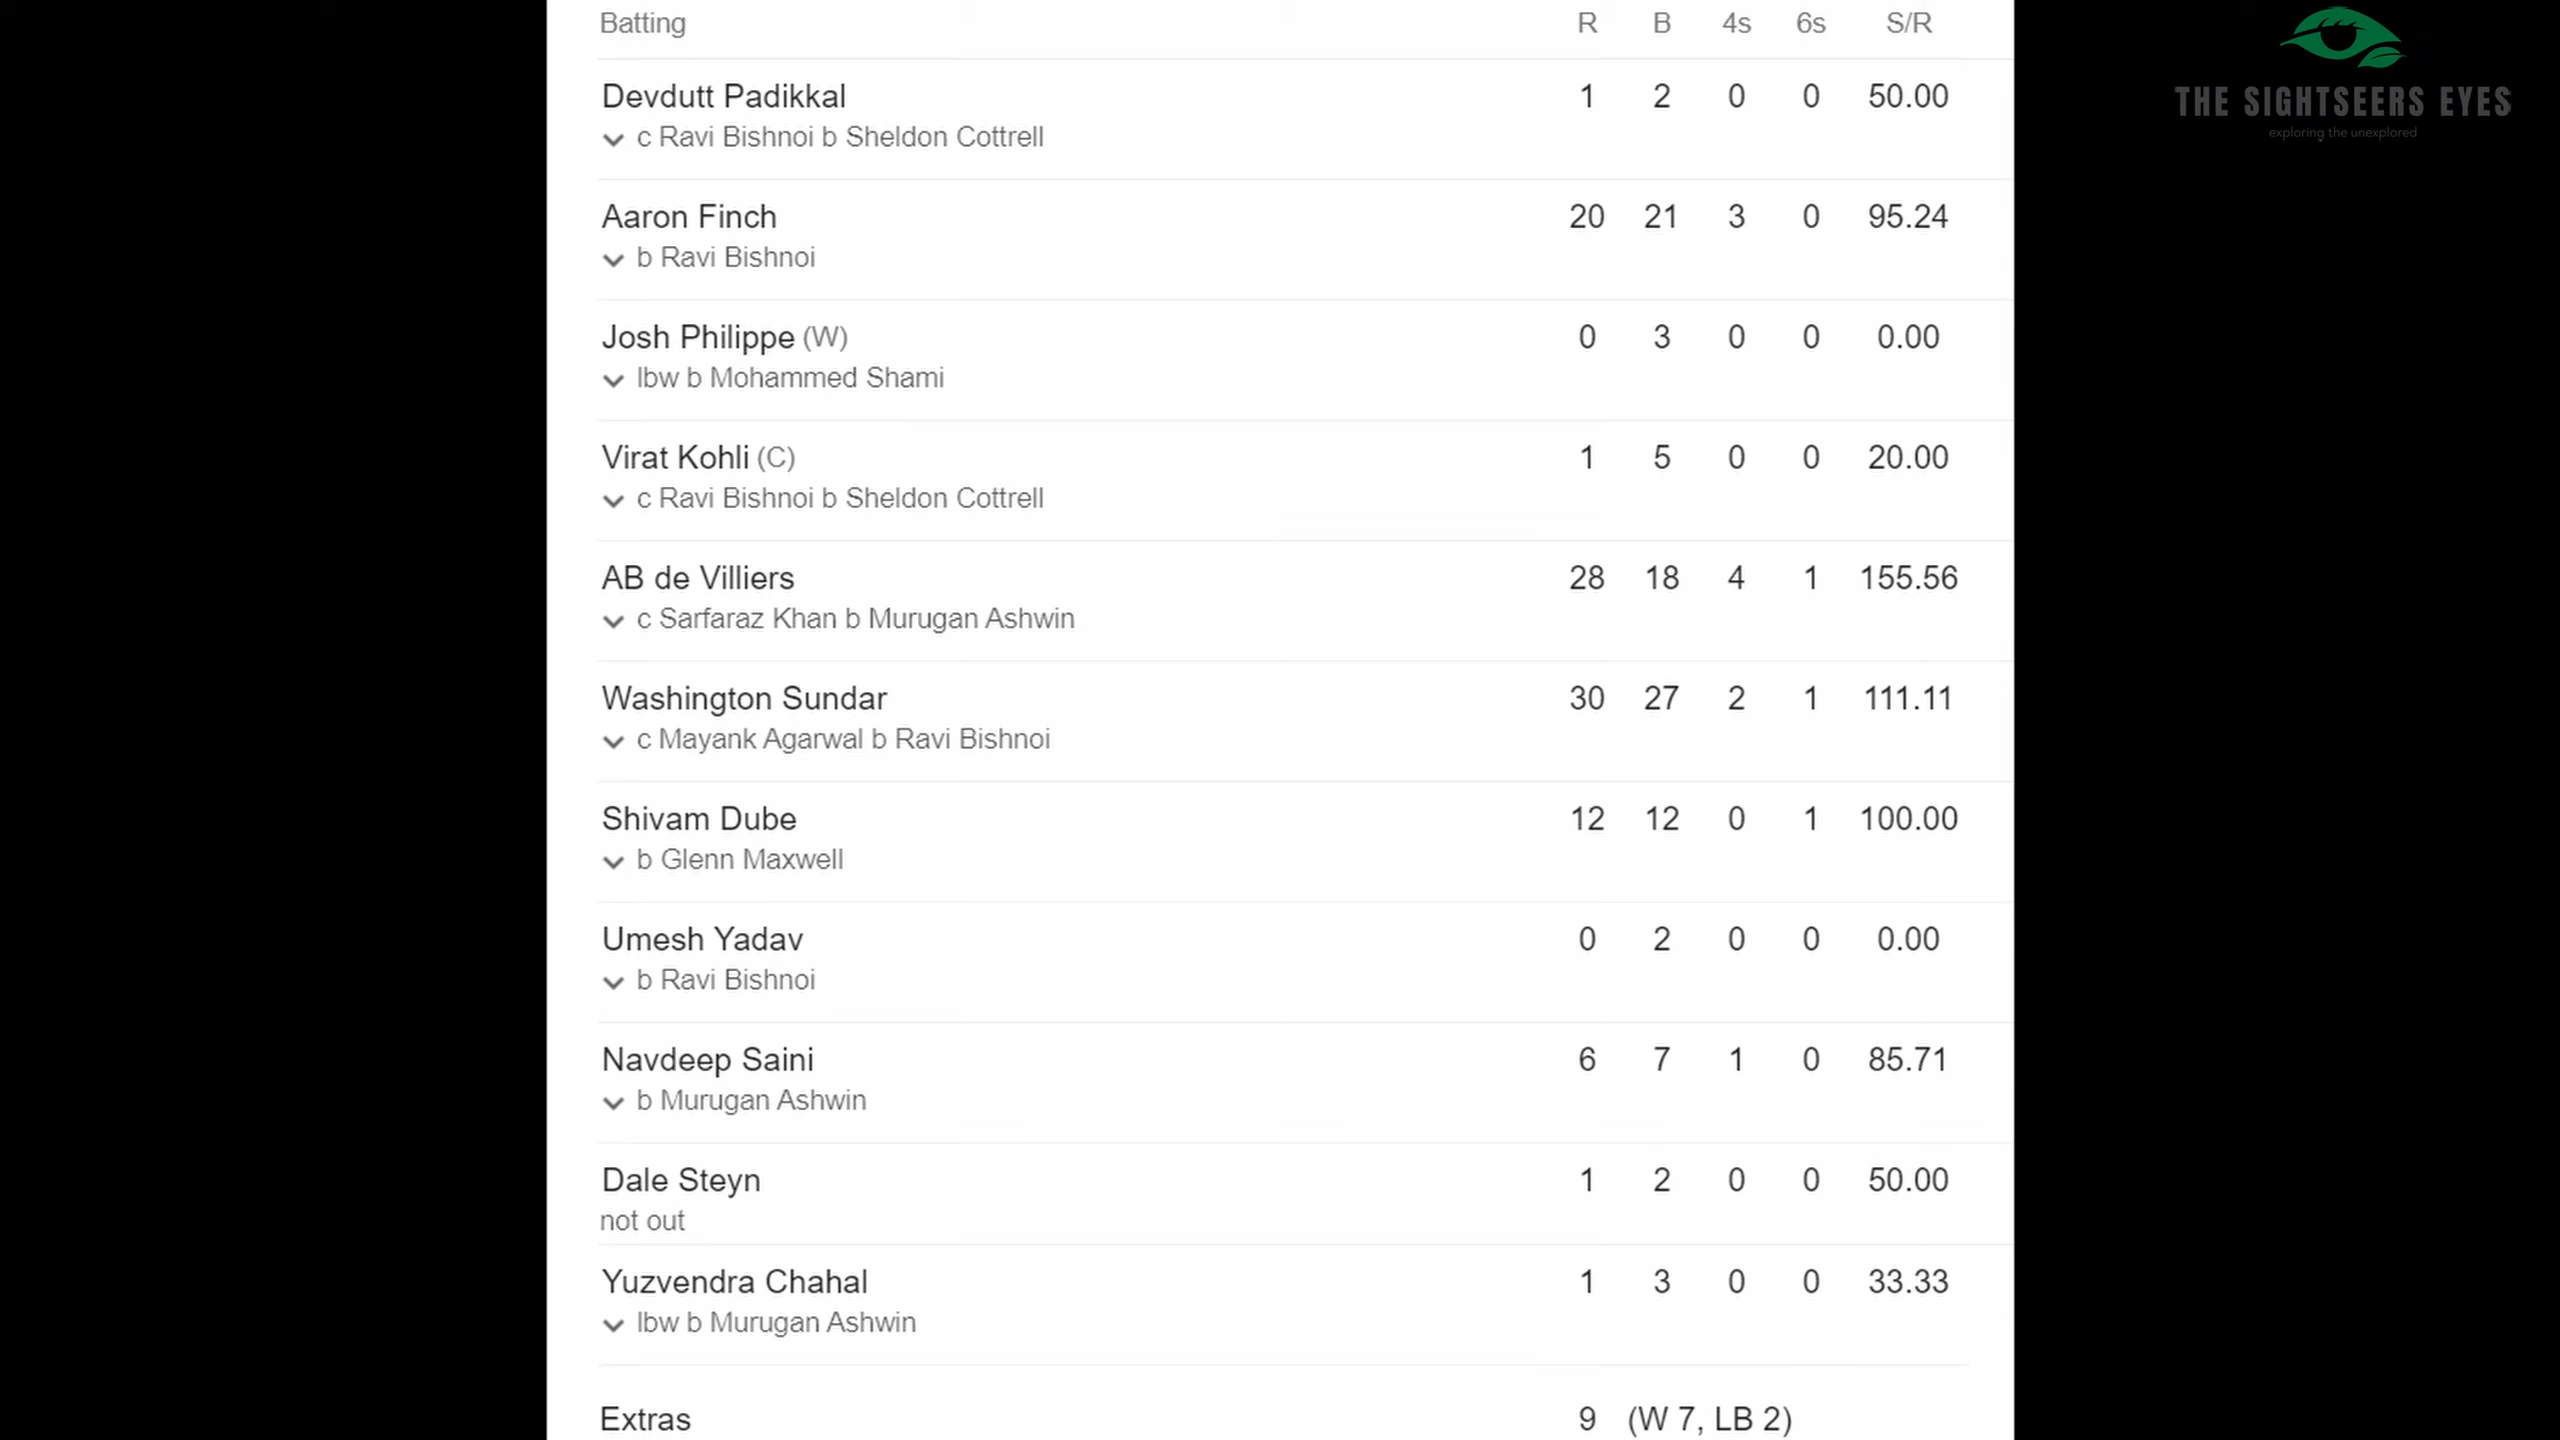 Batting R B 4s 6s S/R
THE SIGHTSEERS EYES
exploring the unexplored
Devdutt Padikkal 1 2 0 0 50.00
c Ravi Bishnoi b Sheldon Cottrell
Aaron Finch 20 21 3 0 95.24
b Ravi Bishnoi
Josh Philippe (W) 0 3 0 0 0.00
lbw b Mohammed Shami
Virat Kohli (C) 1 5 0 0 20.00
c Ravi Bishnoi b Sheldon Cottrell
AB de Villiers 28 18 4 1 155.56
c Sarfaraz Khan b Murugan Ashwin
Washington Sundar 30 27 2 1 111.11
c Mayank Agarwal b Ravi Bishnoi
Shivam Dube 12 12 0 1 100.00
b Glenn Maxwell
Umesh Yadav 0 2 0 0 0.00
b Ravi Bishnoi
Navdeep Saini 6 7 1 0 85.71
b Murugan Ashwin
Dale Steyn 1 2 0 0 50.00
not out
Yuzvendra Chahal 1 3 0 0 33.33
lbw b Murugan Ashwin
Extras 9 (W 7, LB 2)